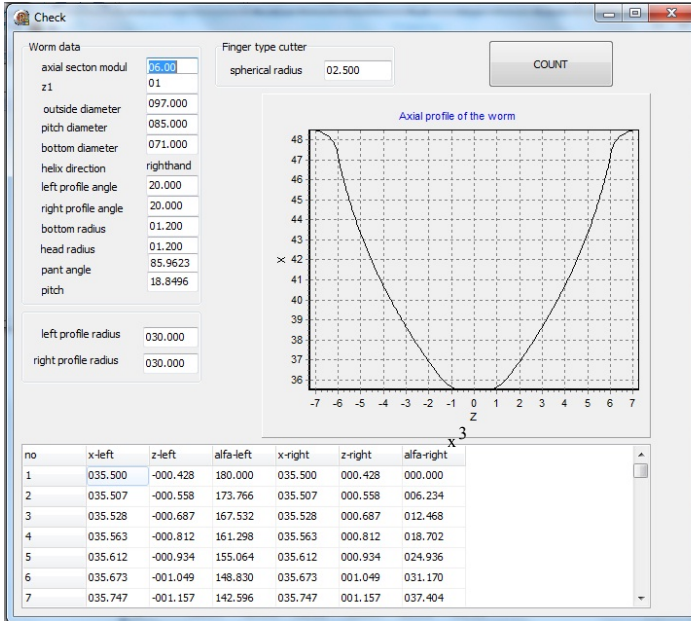 Check
Worm data
axial secton modul 06.00
z1 01
outside diameter 097.000
pitch diameter 085.000
bottom diameter 071.000
helix direction righthand
left profile angle 20.000
right profile angle 20.000
bottom radius 01.200
head radius 01.200
pant angle 85.9623
pitch 18.8496
left profile radius 030.000
right profile radius 030.000
Finger type cutter
spherical radius 02.500
COUNT
Axial profile of the worm
X
48
47
46
45
44
43
42
41
40
39
38
37
36
-7 -6 -5 -4 -3 -2 -1 0 1 2 3 4 5 6 7
Z
x 3
no x-left z-left alfa-left x-right z-right alfa-right
1 035.500 -000.428 180.000 035.500 000.428 000.000
2 035.507 -000.558 173.766 035.507 000.558 006.234
3 035.528 -000.687 167.532 035.528 000.687 012.468
4 035.563 -000.812 161.298 035.563 000.812 018.702
5 035.612 -000.934 155.064 035.612 000.934 024.936
6 035.673 -001.049 148.830 035.673 001.049 031.170
7 035.747 -001.157 142.596 035.747 001.157 037.404